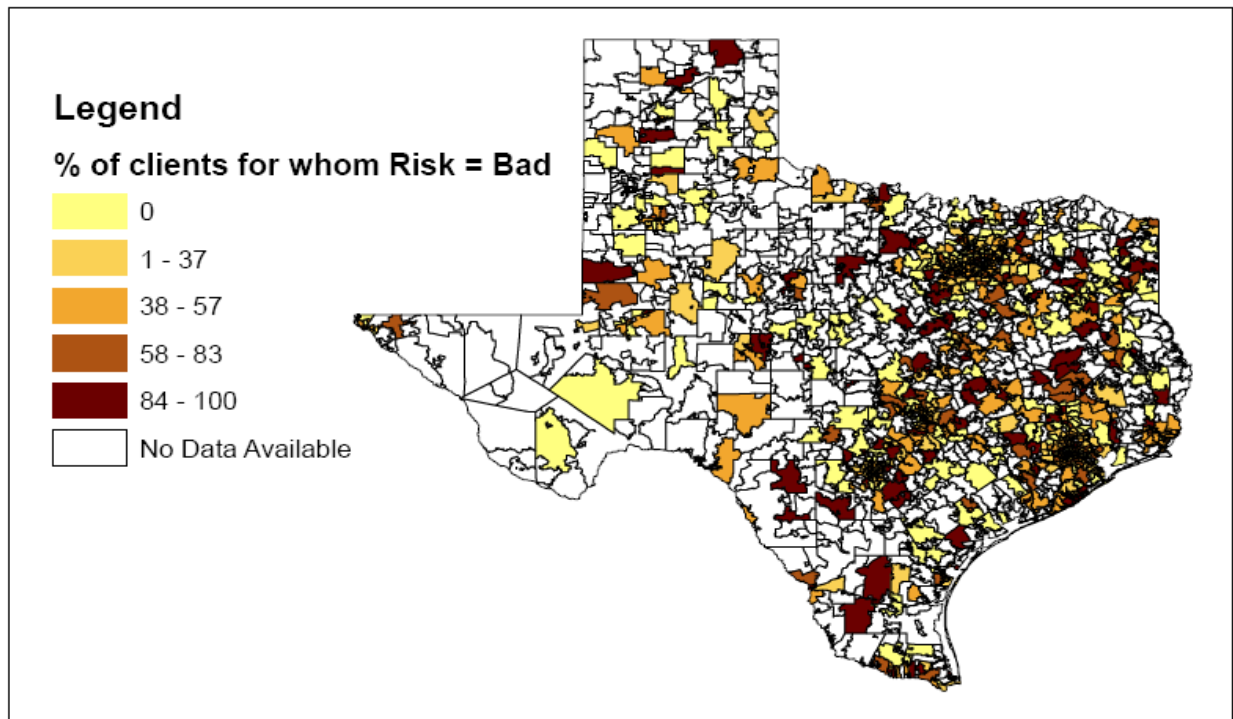 Legend
% of clients for whom Risk = Bad
0
1 - 37
38 - 57
58 - 83
84 - 100
No Data Available